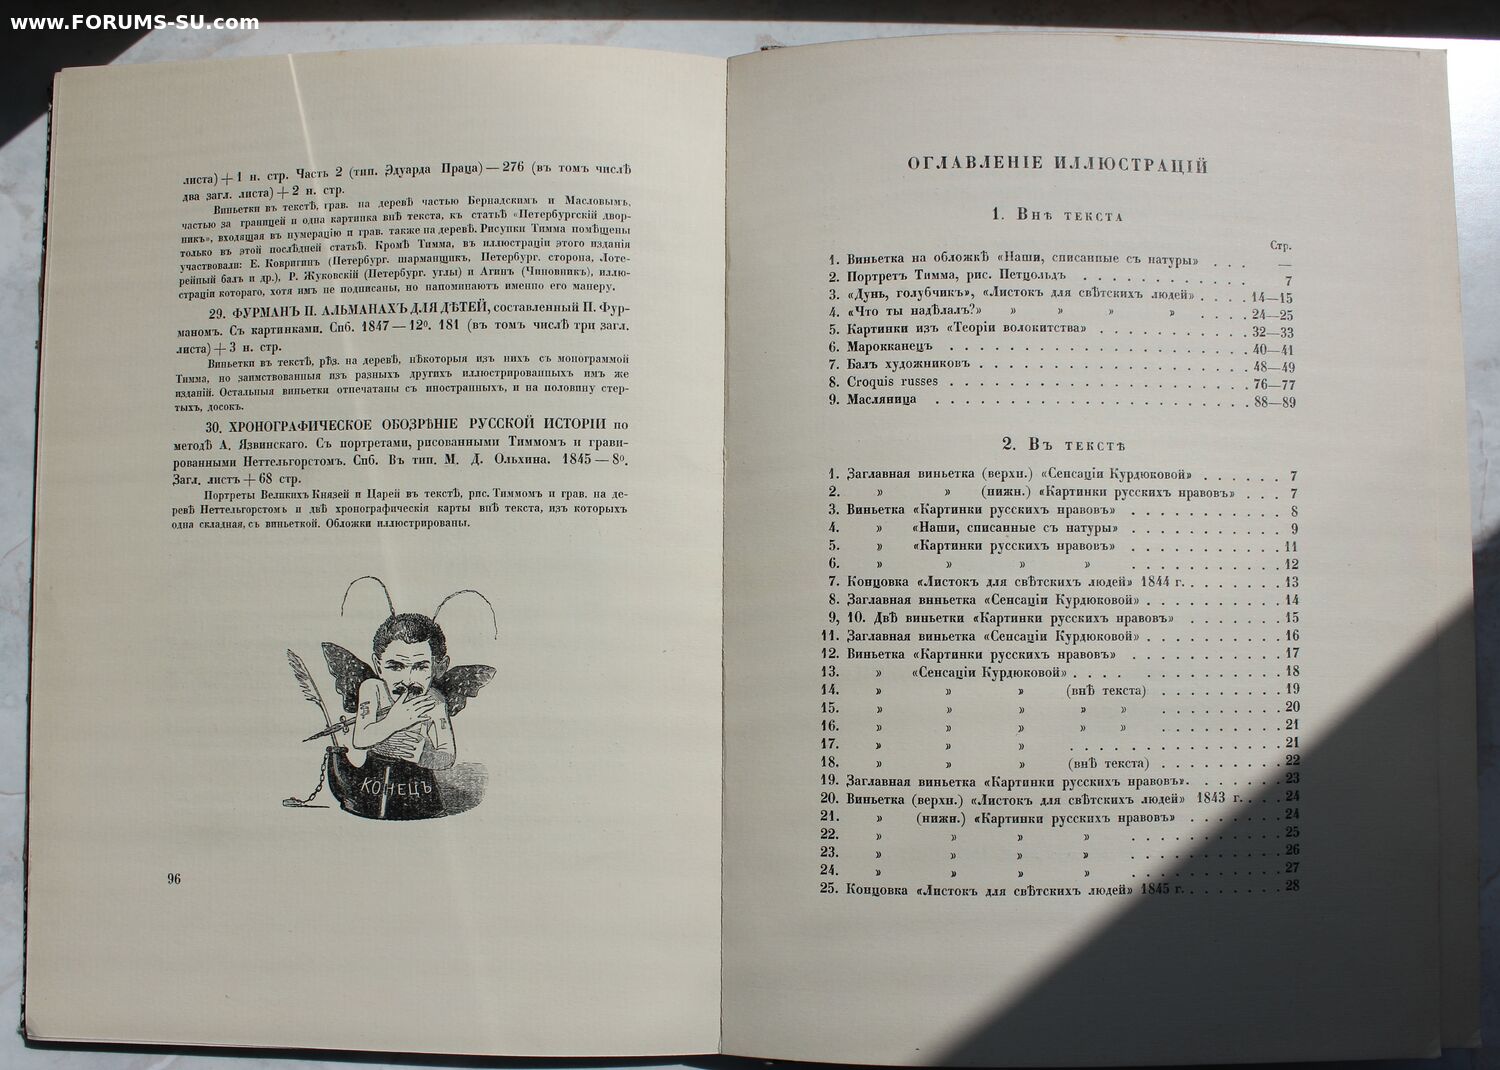 www.FORUMS-SU.com
листа) + 1 н. стр. Часть 2 (тип. Эдуарда Праца) — 276 (въ томъ числѣ
два загл. листа) + 2 н. стр.
Виньетки въ текстѣ, грав. на деревѣ частью Бернадскимъ и Масловымъ,
частью за границей и одна картинка внѣ текста, къ статьѣ «Петербургскій двор-
никъ», входящая въ нумерацію и грав. также на деревѣ. Рисунки Тимма помѣщены
только въ этой послѣдней статьѣ. Кромѣ Тимма, въ иллюстраціи этого изданія
участвовали: Е. Ковригинъ (Петербург. шарманщикъ, Петербург. сторона, Лоте-
рейный балъ и др.), Р. Жуковскій (Петербург. углы) и Агинъ (Чиновникъ), иллю-
страціи котораго, хотя имъ не подписаны, но напоминаютъ именно его манеру.
29. ФУРМАНЪ П. АЛЬМАНАХЪ ДЛЯ ДѢТЕЙ, составленный П. Фур-
маномъ. Съ картинками. Спб. 1847 — 12⁰. 181 (въ томъ числѣ три загл.
листа) + 3 н. стр.
Виньетки въ текстѣ, рѣз. на деревѣ, нѣкоторыя изъ нихъ съ монограммой
Тимма, но заимствованныя изъ разныхъ другихъ иллюстрированныхъ имъ же
изданій. Остальныя виньетки отпечатаны съ иностранныхъ, и на половину стер-
тыхъ, досокъ.
30. ХРОНОГРАФИЧЕСКОЕ ОБОЗРѢНІЕ РУССКОЙ ИСТОРІИ по
методѣ А. Язвинскаго. Съ портретами, рисованными Тиммомъ и грави-
рованными Неттельгорстомъ. Спб. Въ тип. М. Д. Ольхина. 1845 — 8⁰.
Загл. листъ + 68 стр.
Портреты Великихъ Князей и Царей въ текстѣ, рис. Тиммомъ и грав. на де-
ревѣ Неттельгорстомъ и двѣ хронографическія карты внѣ текста, изъ которыхъ
одна складная, съ виньеткой. Обложки иллюстрированы.
КОНЕЦЪ
96
ОГЛАВЛЕНІЕ ИЛЛЮСТРАЦІЙ
1. Внѣ текста
Стр.
1. Виньетка на обложкѣ «Наши, списанные съ натуры» . . . —
2. Портретъ Тимма, рис. Петцольдъ . . . . . . . . . . . 7
3. «Дунь, голубчикъ», «Листокъ для свѣтскихъ людей» . . . . 14—15
4. «Что ты надѣлалъ?» » » » » . . . . 24—25
5. Картинки изъ «Теоріи волокитства» . . . . . . . . . . 32—33
6. Марокканецъ . . . . . . . . . . . . . . . . . . . . 40—41
7. Балъ художниковъ . . . . . . . . . . . . . . . . . . 48—49
8. Croquis russes . . . . . . . . . . . . . . . . . . . . 76—77
9. Масляница . . . . . . . . . . . . . . . . . . . . . 88—89
2. Въ текстѣ
1. Заглавная виньетка (верхн.) «Сенсаціи Курдюковой» . . . . . . 7
2. » » (нижн.) «Картинки русскихъ нравовъ» . . . 7
3. Виньетка «Картинки русскихъ нравовъ» . . . . . . . . . . 8
4. » «Наши, списанные съ натуры» . . . . . . . . . . 9
5. » «Картинки русскихъ нравовъ» . . . . . . . . . . 11
6. » » » » . . . . . . . . . . 12
7. Концовка «Листокъ для свѣтскихъ людей» 1844 г. . . . . . . 13
8. Заглавная виньетка «Сенсаціи Курдюковой» . . . . . . . . . 14
9, 10. Двѣ виньетки «Картинки русскихъ нравовъ» . . . . . . . 15
11. Заглавная виньетка «Сенсаціи Курдюковой» . . . . . . . . . 16
12. Виньетка «Картинки русскихъ нравовъ» . . . . . . . . . . 17
13. » «Сенсаціи Курдюковой» . . . . . . . . . . . . . 18
14. » » » (внѣ текста) . . . . . . . . 19
15. » » » » » . . . . . . . . 20
16. » » » » » . . . . . . . . 21
17. » » » . . . . . . . . . . . . . . 21
18. » » » (внѣ текста) . . . . . . . . 22
19. Заглавная виньетка «Картинки русскихъ нравовъ». . . . . . . 23
20. Виньетка (верхн.) «Листокъ для свѣтскихъ людей» 1843 г. . . . 24
21. » (нижн.) «Картинки русскихъ нравовъ» . . . . . . 24
22. » » » » . . . . . . . . . . 25
23. » » » » . . . . . . . . . . 26
24. » » » » . . . . . . . . . . 27
25. Концовка «Листокъ для свѣтскихъ людей» 1845 г. . . . . . . 28